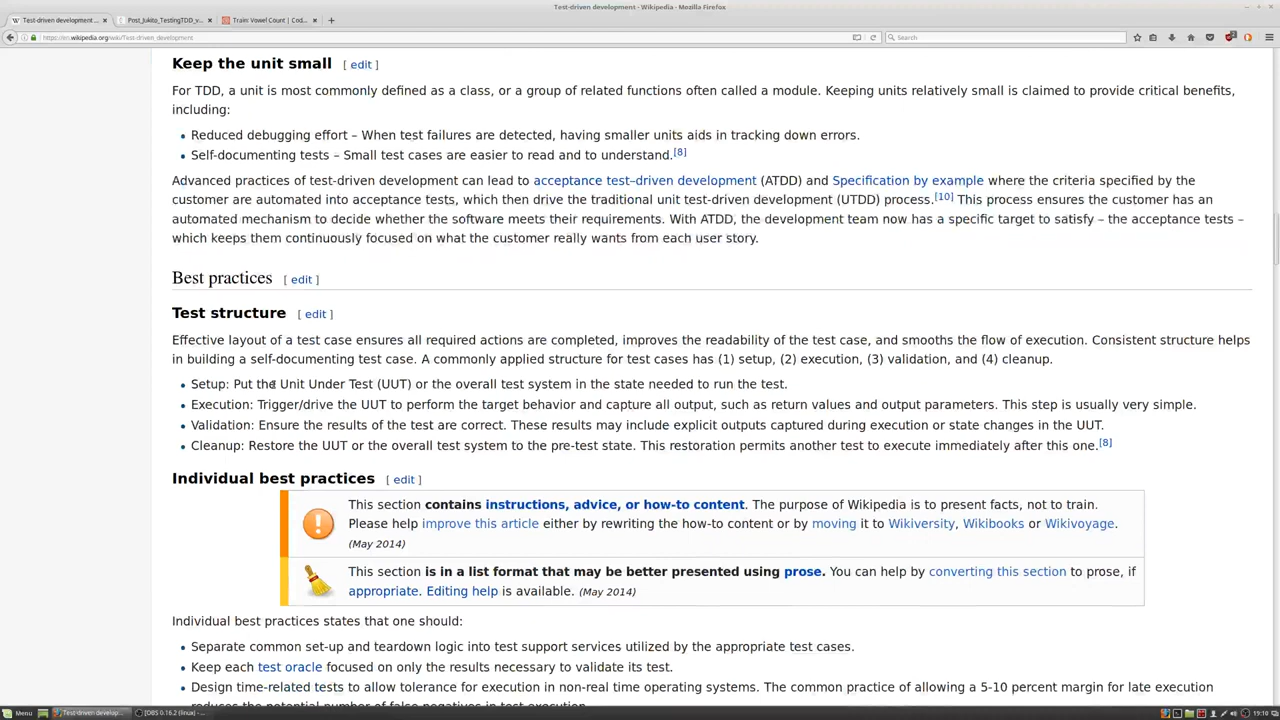 Test-driven development - Wikipedia - Mozilla Firefox
Test-driven development ... × Post_Jukito_TestingTDD_v... × Train: Vowel Count | Cod... × +
https://en.wikipedia.org/wiki/Test-driven_development Search
Keep the unit small [ edit ]
For TDD, a unit is most commonly defined as a class, or a group of related functions often called a module. Keeping units relatively small is claimed to provide critical benefits,
including:
• Reduced debugging effort – When test failures are detected, having smaller units aids in tracking down errors.
• Self-documenting tests – Small test cases are easier to read and to understand.[8]
Advanced practices of test-driven development can lead to acceptance test–driven development (ATDD) and Specification by example where the criteria specified by the
customer are automated into acceptance tests, which then drive the traditional unit test-driven development (UTDD) process.[10] This process ensures the customer has an
automated mechanism to decide whether the software meets their requirements. With ATDD, the development team now has a specific target to satisfy – the acceptance tests –
which keeps them continuously focused on what the customer really wants from each user story.
Best practices [ edit ]
Test structure [ edit ]
Effective layout of a test case ensures all required actions are completed, improves the readability of the test case, and smooths the flow of execution. Consistent structure helps
in building a self-documenting test case. A commonly applied structure for test cases has (1) setup, (2) execution, (3) validation, and (4) cleanup.
• Setup: Put the Unit Under Test (UUT) or the overall test system in the state needed to run the test.
• Execution: Trigger/drive the UUT to perform the target behavior and capture all output, such as return values and output parameters. This step is usually very simple.
• Validation: Ensure the results of the test are correct. These results may include explicit outputs captured during execution or state changes in the UUT.
• Cleanup: Restore the UUT or the overall test system to the pre-test state. This restoration permits another test to execute immediately after this one.[8]
Individual best practices [ edit ]
This section contains instructions, advice, or how-to content. The purpose of Wikipedia is to present facts, not to train.
Please help improve this article either by rewriting the how-to content or by moving it to Wikiversity, Wikibooks or Wikivoyage.
(May 2014)
This section is in a list format that may be better presented using prose. You can help by converting this section to prose, if
appropriate. Editing help is available. (May 2014)
Individual best practices states that one should:
• Separate common set-up and teardown logic into test support services utilized by the appropriate test cases.
• Keep each test oracle focused on only the results necessary to validate its test.
• Design time-related tests to allow tolerance for execution in non-real time operating systems. The common practice of allowing a 5-10 percent margin for late execution
reduces the potential number of false negatives in test execution.
Menu Test-driven develop... [OBS 0.16.2 (linux) -... 19:10